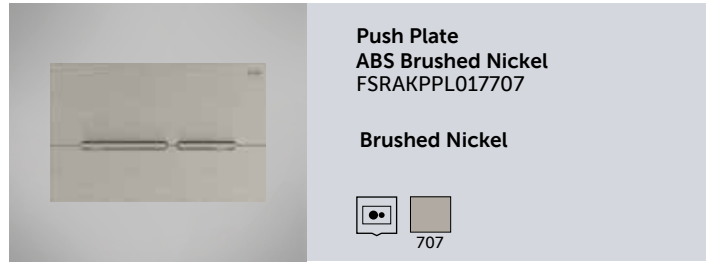 Push Plate
ABS Brushed Nickel
FSRAKPPL017707
Brushed Nickel
707